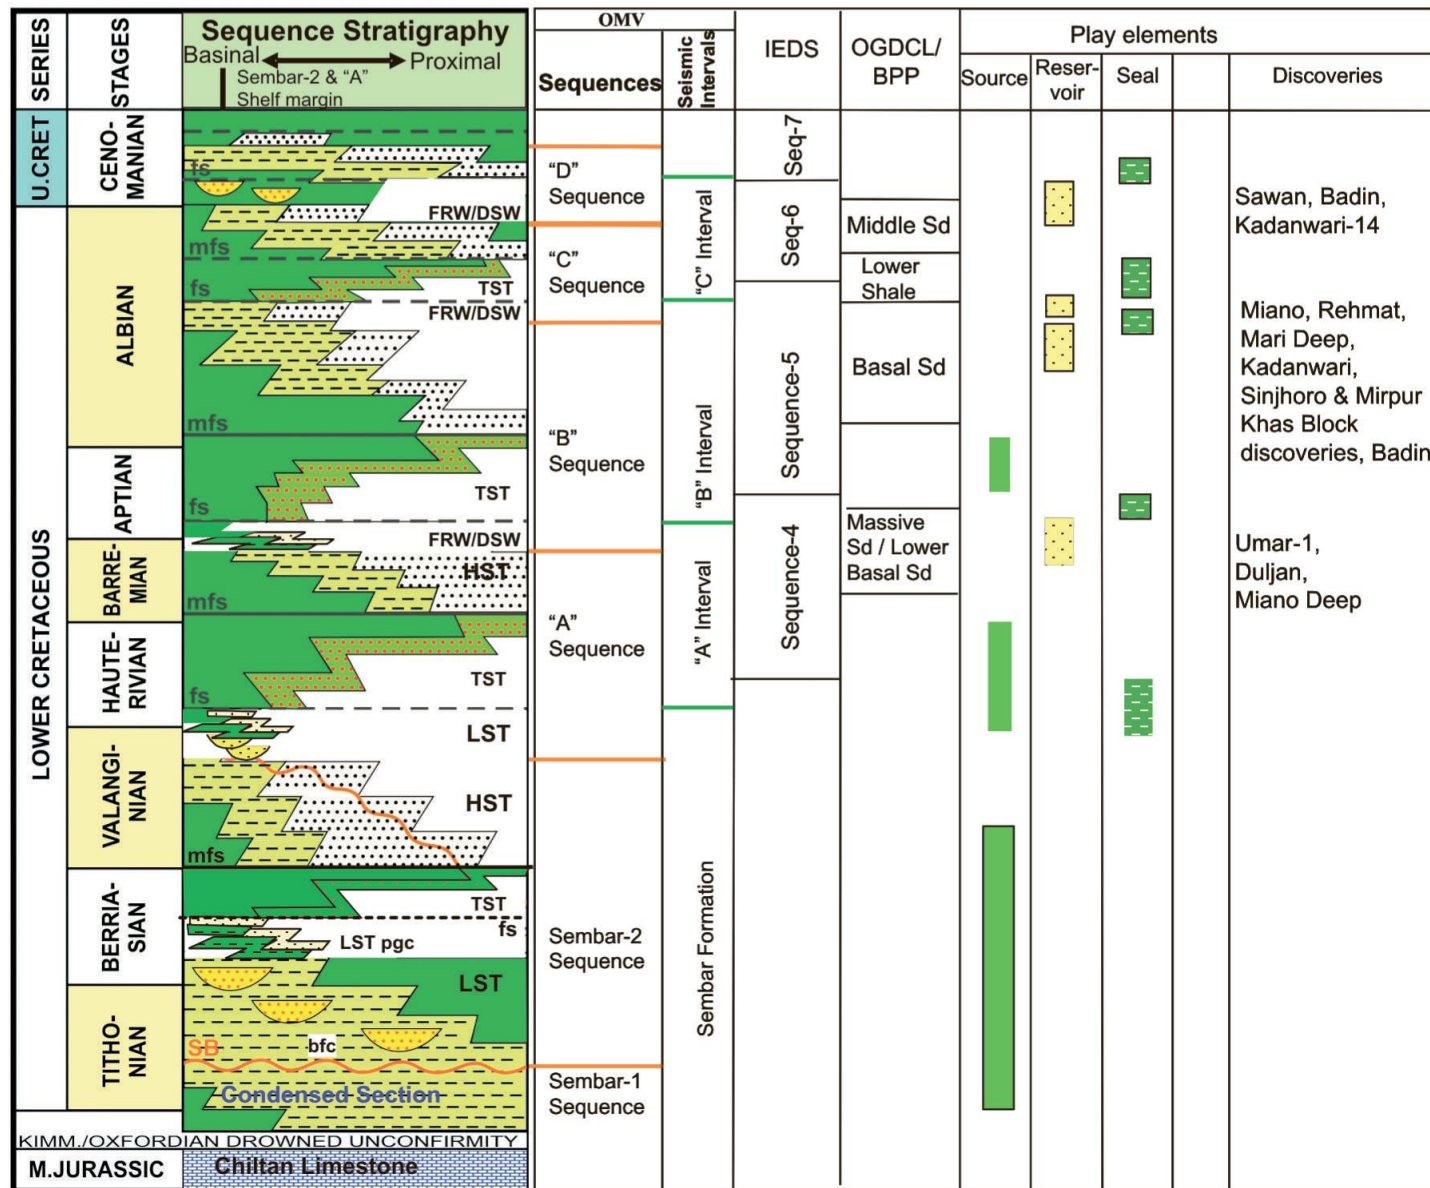 SERIES
STAGES
Sequence Stratigraphy
Basinal
Proximal
Sembar-2 & "A"
Shelf margin
OMV
Sequences
Seismic
Intervals
IEDS
OGDCL/
BPP
Play elements
Source
Reser-
voir
Seal
Discoveries
U.CRET
LOWER CRETACEOUS
CENO-
MANIAN
ALBIAN
APTIAN
BARRE-
MIAN
HAUTE-
RIVIAN
VALANGI-
NIAN
BERRIA-
SIAN
TITHO-
NIAN
fs
FRW/DSW
mfs
fs
TST
FRW/DSW
mfs
TST
fs
FRW/DSW
HST
mfs
TST
fs
LST
HST
mfs
TST
fs
LST pgc
LST
SB
bfc
Condensed Section
KIMM./OXFORDIAN DROWNED UNCONFIRMITY
M.JURASSIC
Chiltan Limestone
"D"
Sequence
"C"
Sequence
"B"
Sequence
"A"
Sequence
Sembar-2
Sequence
Sembar-1
Sequence
"C" Interval
"B" Interval
"A" Interval
Sembar Formation
Seq-7
Seq-6
Sequence-5
Sequence-4
Middle Sd
Lower
Shale
Basal Sd
Massive
Sd / Lower
Basal Sd
Sawan, Badin,
Kadanwari-14
Miano, Rehmat,
Mari Deep,
Kadanwari,
Sinjhoro & Mirpur
Khas Block
discoveries, Badin
Umar-1,
Duljan,
Miano Deep